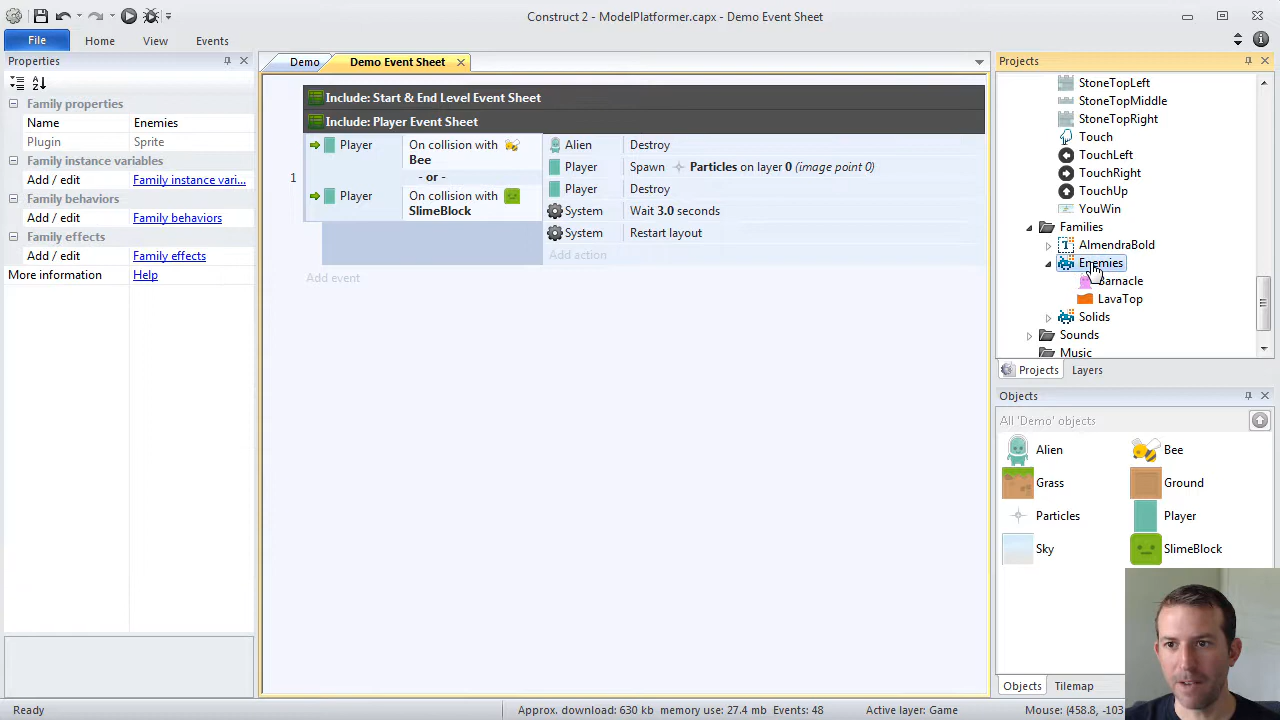 Construct 2 - ModelPlatformer.capx - Demo Event Sheet
File Home View Events
Properties
Family properties
Name Enemies
Plugin Sprite
Family instance variables
Add / edit Family instance vari...
Family behaviors
Add / edit Family behaviors
Family effects
Add / edit Family effects
More information Help
Demo Demo Event Sheet
Include: Start & End Level Event Sheet
Include: Player Event Sheet
1
Player On collision with
Bee
- or -
Player On collision with
SlimeBlock
Alien Destroy
Player Spawn Particles on layer 0 (image point 0)
Player Destroy
System Wait 3.0 seconds
System Restart layout
Add action
Add event
Projects
StoneTopLeft
StoneTopMiddle
StoneTopRight
Touch
TouchLeft
TouchRight
TouchUp
YouWin
Families
AlmendraBold
Enemies
Barnacle
LavaTop
Solids
Sounds
Music
Projects Layers
Objects
All 'Demo' objects
Alien Bee
Grass Ground
Particles Player
Sky SlimeBlock
Objects Tilemap
Ready Approx. download: 630 kb memory use: 27.4 mb Events: 48 Active layer: Game Mouse: (458.8, -103